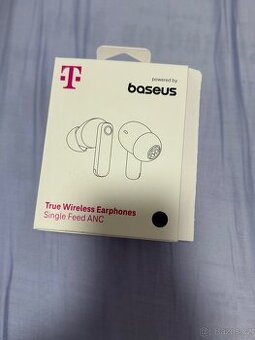 T
powered by
baseus
True Wireless Earphones
Single Feed ANC